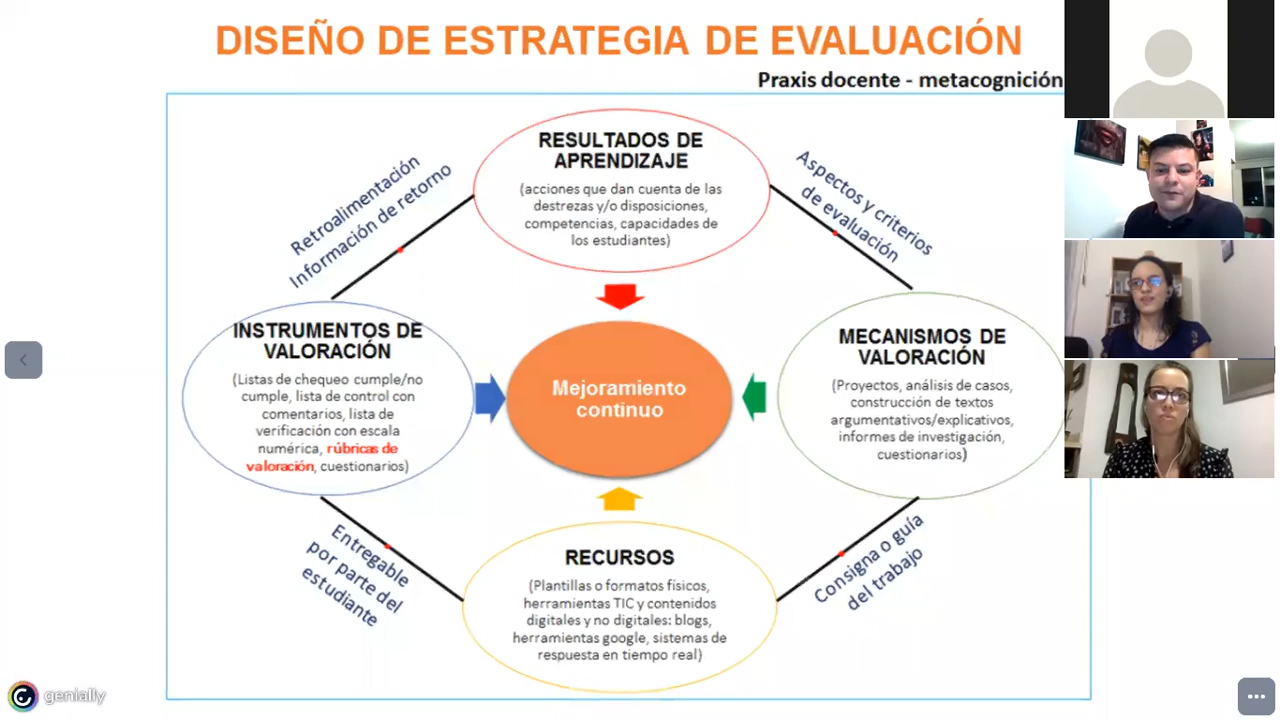 DISEÑO DE ESTRATEGIA DE EVALUACIÓN
Praxis docente - metacognición
RESULTADOS DE
APRENDIZAJE
(acciones que dan cuenta de las
destrezas y/o disposiciones,
competencias, capacidades de
los estudiantes)
Retroalimentación
Información de retorno
Aspectos y criterios
de evaluación
INSTRUMENTOS DE
VALORACIÓN
(Listas de chequeo cumple/no
cumple, lista de control con
comentarios, lista de
verificación con escala
numérica, rúbricas de
valoración, cuestionarios)
Mejoramiento
continuo
MECANISMOS DE
VALORACIÓN
(Proyectos, análisis de casos,
construcción de textos
argumentativos/explicativos,
informes de investigación,
cuestionarios)
Entregable
por parte del
estudiante
Consigna o guía
del trabajo
RECURSOS
(Plantillas o formatos físicos,
herramientas TIC y contenidos
digitales y no digitales: blogs,
herramientas google, sistemas de
respuesta en tiempo real)
genially